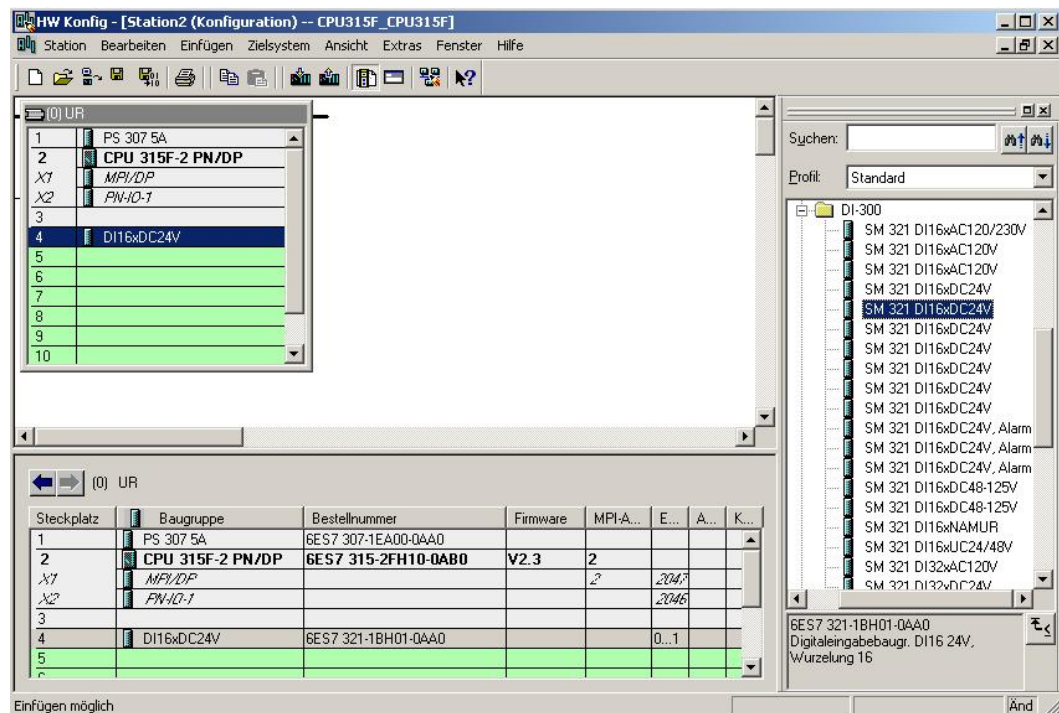 HW Konfig - [Station2 (Konfiguration) -- CPU315F_CPU315F]
Station Bearbeiten Einfügen Zielsystem Ansicht Extras Fenster Hilfe
(0) UR
1 PS 307 5A
2 CPU 315F-2 PN/DP
X1 MPI/DP
X2 PN-IO-1
3
4 DI16xDC24V
5
6
7
8
9
10
Suchen:
Profil: Standard
DI-300
SM 321 DI16xAC120/230V
SM 321 DI16xAC120V
SM 321 DI16xAC120V
SM 321 DI16xDC24V
SM 321 DI16xDC24V
SM 321 DI16xDC24V
SM 321 DI16xDC24V
SM 321 DI16xDC24V
SM 321 DI16xDC24V
SM 321 DI16xDC24V
SM 321 DI16xDC24V, Alarm
SM 321 DI16xDC24V, Alarm
SM 321 DI16xDC24V, Alarm
SM 321 DI16xDC48-125V
SM 321 DI16xDC48-125V
SM 321 DI16xNAMUR
SM 321 DI16xUC24/48V
SM 321 DI32xAC120V
SM 321 DI32xDC24V
6ES7 321-1BH01-0AA0
Digitaleingabebaugr. DI16 24V,
Wurzelung 16
(0) UR
Steckplatz Baugruppe Bestellnummer Firmware MPI-A... E... A... K...
1 PS 307 5A 6ES7 307-1EA00-0AA0
2 CPU 315F-2 PN/DP 6ES7 315-2FH10-0AB0 V2.3 2
X1 MPI/DP 2 2047
X2 PN-IO-1 2046
3
4 DI16xDC24V 6ES7 321-1BH01-0AA0 0...1
5
Einfügen möglich Änd